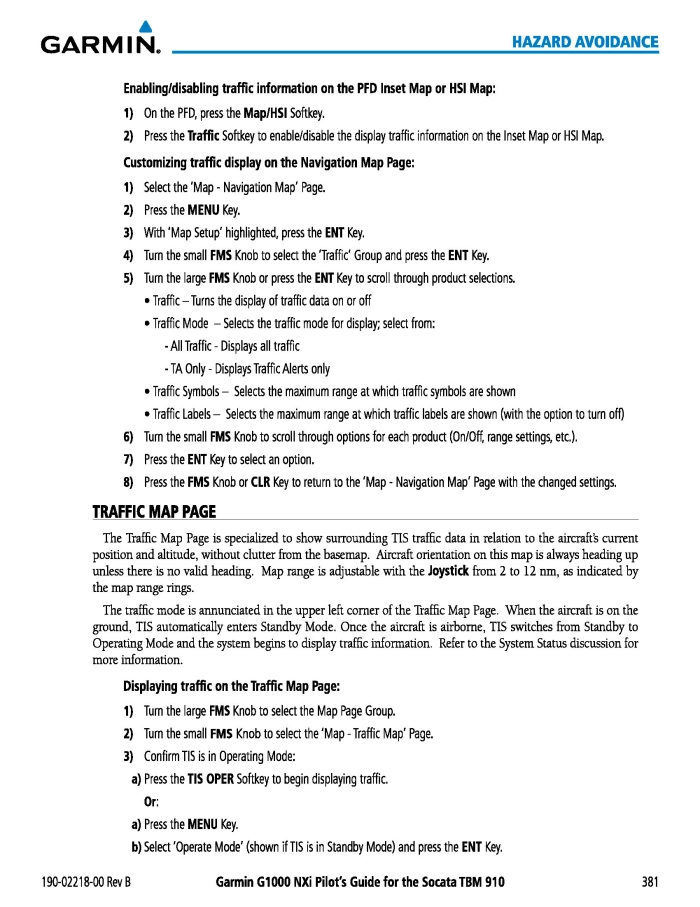 GARMIN.
HAZARD AVOIDANCE
Enabling/disabling traffic information on the PFD Inset Map or HSI Map:
1) On the PFD, press the Map/HSI Softkey.
2) Press the Traffic Softkey to enable/disable the display traffic information on the Inset Map or HSI Map.
Customizing traffic display on the Navigation Map Page:
1) Select the ‘Map - Navigation Map’ Page.
2) Press the MENU Key.
3) With ‘Map Setup’ highlighted, press the ENT Key.
4) Turn the small FMS Knob to select the ‘Traffic’ Group and press the ENT Key.
5) Turn the large FMS Knob or press the ENT Key to scroll through product selections.
• Traffic – Turns the display of traffic data on or off
• Traffic Mode – Selects the traffic mode for display; select from:
- All Traffic - Displays all traffic
- TA Only - Displays Traffic Alerts only
• Traffic Symbols – Selects the maximum range at which traffic symbols are shown
• Traffic Labels – Selects the maximum range at which traffic labels are shown (with the option to turn off)
6) Turn the small FMS Knob to scroll through options for each product (On/Off, range settings, etc.).
7) Press the ENT Key to select an option.
8) Press the FMS Knob or CLR Key to return to the ‘Map - Navigation Map’ Page with the changed settings.
TRAFFIC MAP PAGE
The Traffic Map Page is specialized to show surrounding TIS traffic data in relation to the aircraft’s current
position and altitude, without clutter from the basemap. Aircraft orientation on this map is always heading up
unless there is no valid heading. Map range is adjustable with the Joystick from 2 to 12 nm, as indicated by
the map range rings.
The traffic mode is annunciated in the upper left corner of the Traffic Map Page. When the aircraft is on the
ground, TIS automatically enters Standby Mode. Once the aircraft is airborne, TIS switches from Standby to
Operating Mode and the system begins to display traffic information. Refer to the System Status discussion for
more information.
Displaying traffic on the Traffic Map Page:
1) Turn the large FMS Knob to select the Map Page Group.
2) Turn the small FMS Knob to select the ‘Map - Traffic Map’ Page.
3) Confirm TIS is in Operating Mode:
a) Press the TIS OPER Softkey to begin displaying traffic.
Or:
a) Press the MENU Key.
b) Select ‘Operate Mode’ (shown if TIS is in Standby Mode) and press the ENT Key.
190-02218-00 Rev B
Garmin G1000 NXi Pilot’s Guide for the Socata TBM 910
381